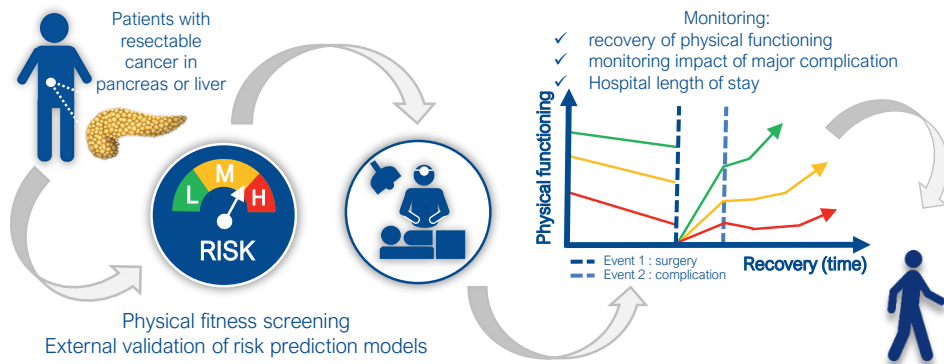 Patients with
resectable
cancer in
pancreas or liver
L
M
H
RISK
Physical fitness screening
External validation of risk prediction models
Monitoring:
✓ recovery of physical functioning
✓ monitoring impact of major complication
✓ Hospital length of stay
Physical functioning
Recovery (time)
Event 1 : surgery
Event 2 : complication